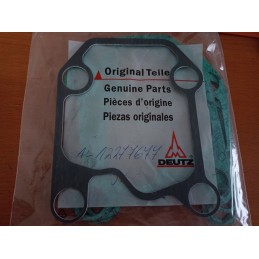 Original Teile
Genuine Parts
Pièces d'origine
Piezas originales
DEUTZ